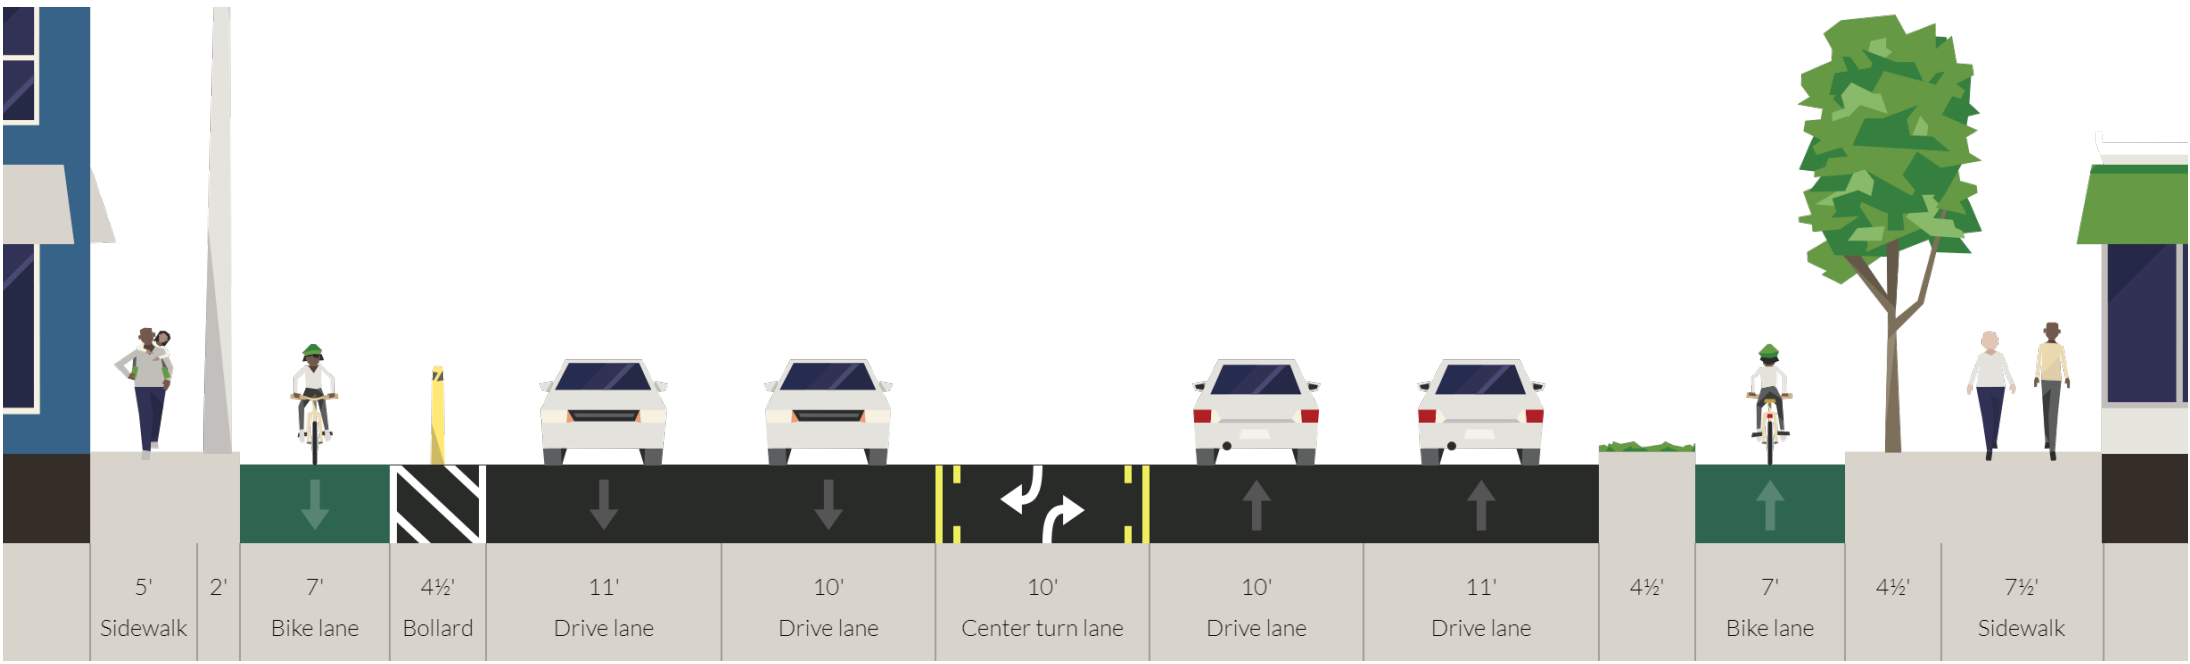 5' 2' 7' 4½' 11' 10' 10' 10' 11' 4½' 7' 4½' 7½'
Sidewalk Bike lane Bollard Drive lane Drive lane Center turn lane Drive lane Drive lane Bike lane Sidewalk